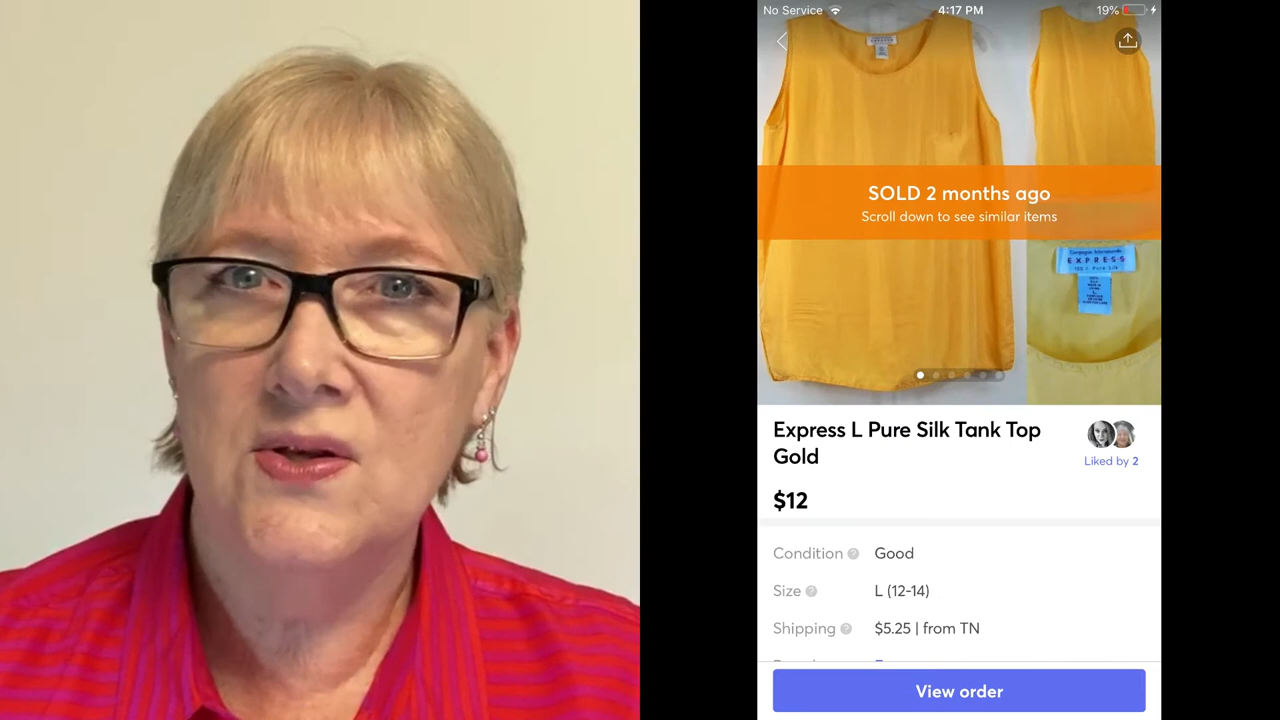 No Service
4:17 PM
19%
SOLD 2 months ago
Scroll down to see similar items
EXPRESS
Express L Pure Silk Tank Top
Gold
Liked by 2
$12
Condition
Good
Size
L (12-14)
Shipping
$5.25 | from TN
View order